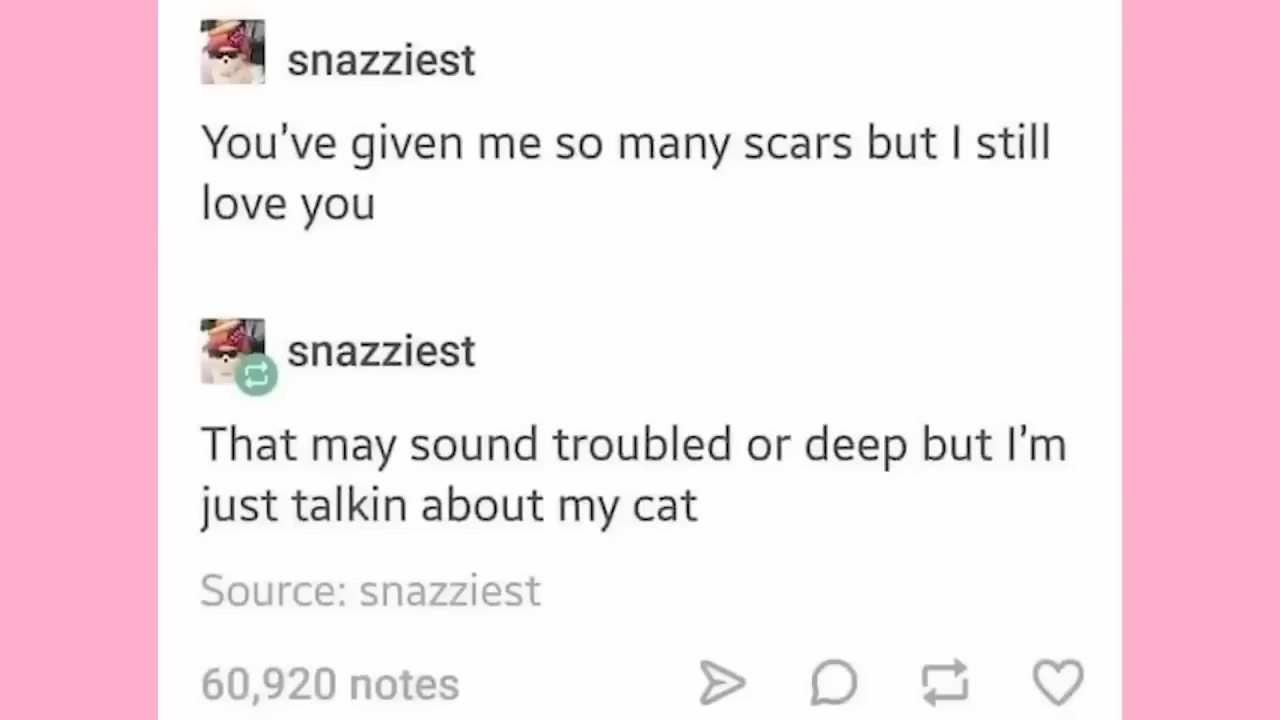 snazziest
You've given me so many scars but I still
love you
snazziest
That may sound troubled or deep but I'm
just talkin about my cat
Source: snazziest
60,920 notes